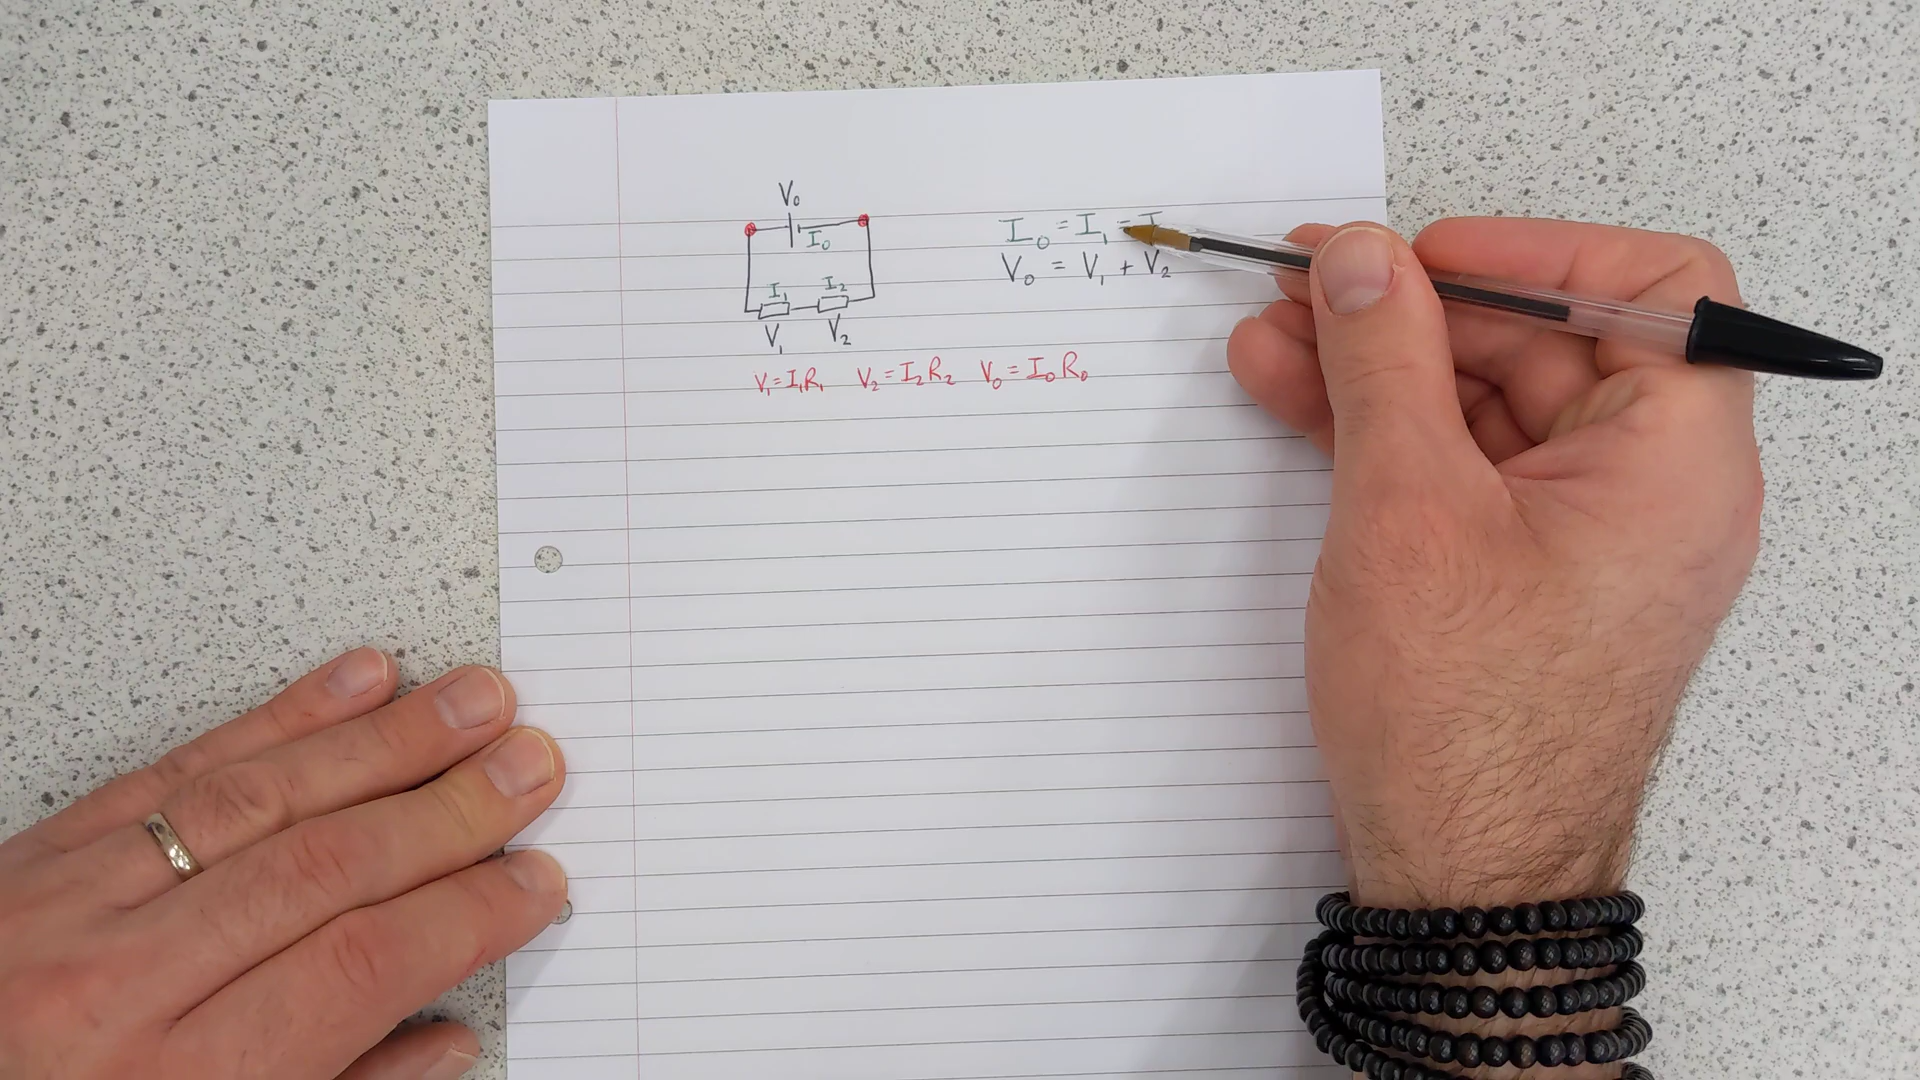 V₀
I₀
I₁ I₂
V₁ V₂
I₀ = I₁ = I
V₀ = V₁ + V₂
V₁=I₁R₁ V₂=I₂R₂ V₀=I₀R₀